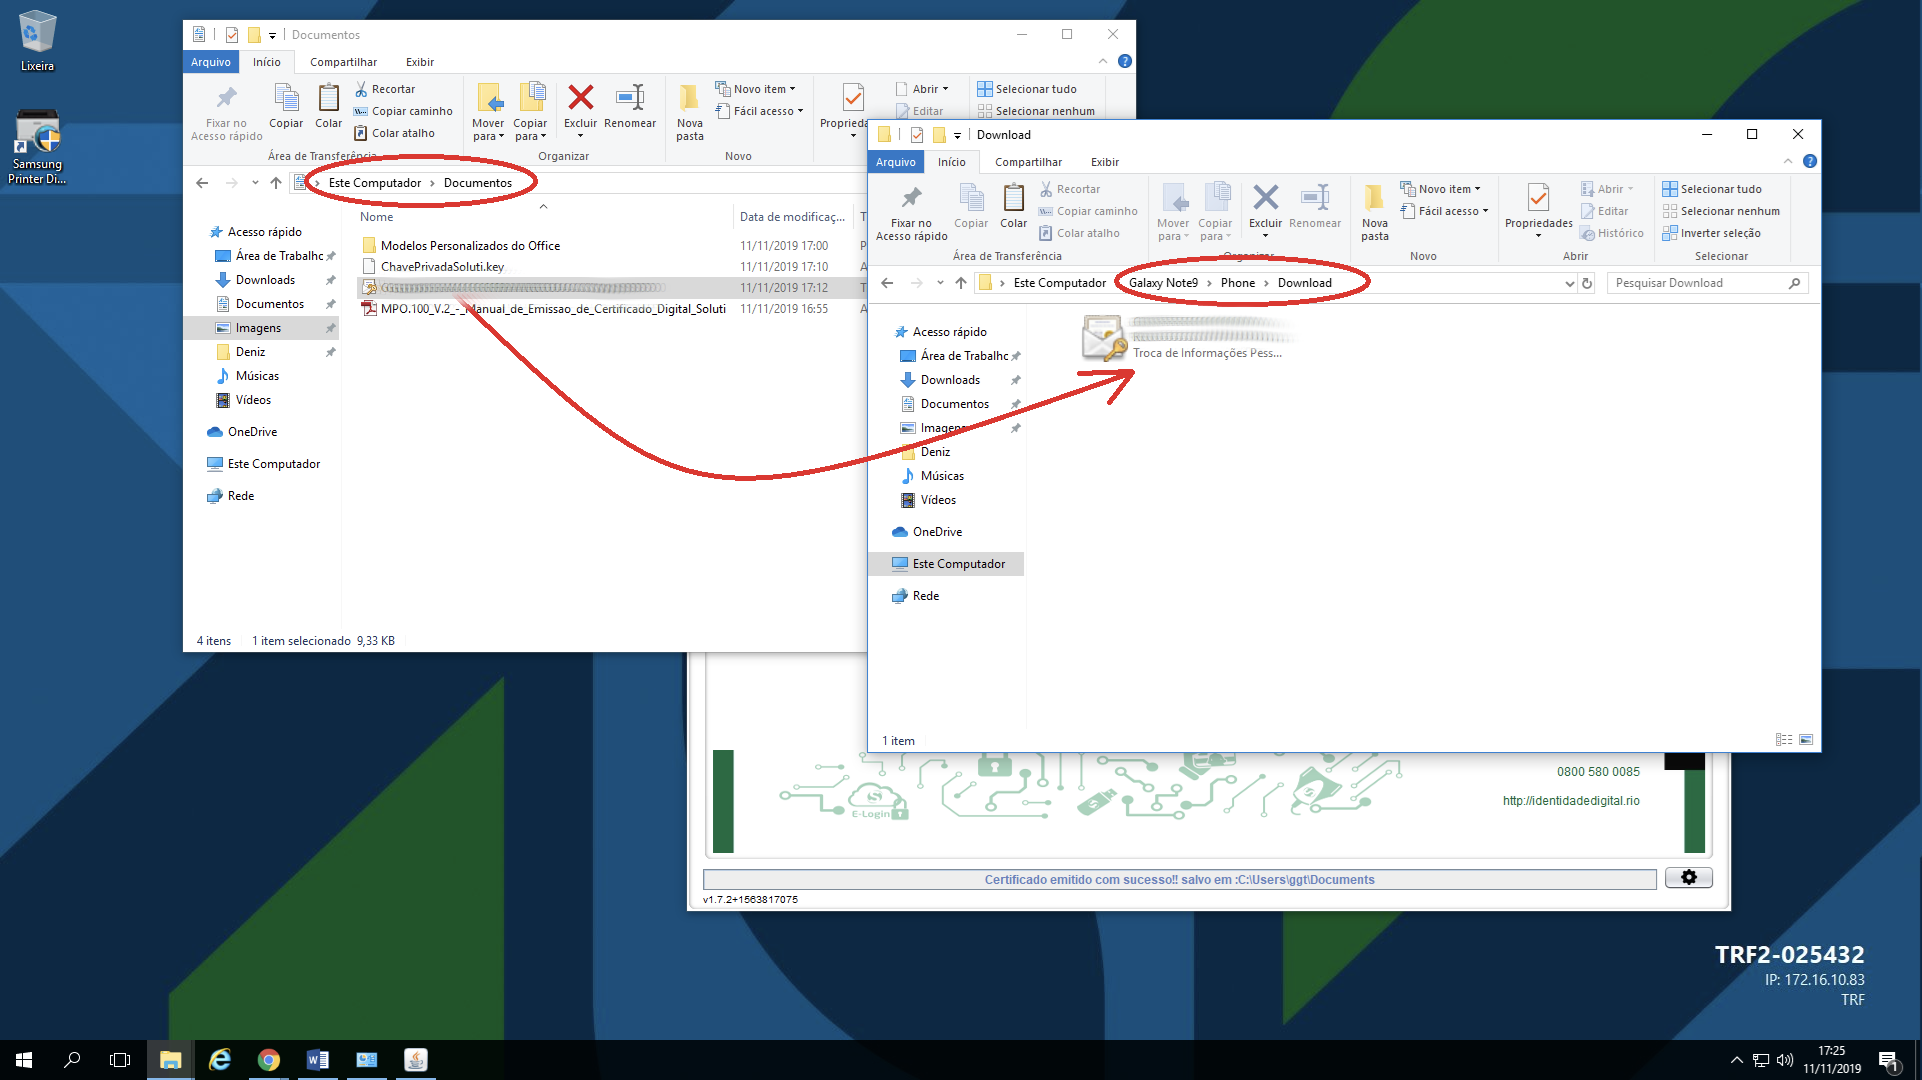 Lixeira
Samsung
Printer Di...
Documentos
Arquivo
Início
Compartilhar
Exibir
Fixar no
Acesso rápido
Copiar
Colar
Recortar
Copiar caminho
Colar atalho
Área de Transferência
Mover
para
Copiar
para
Excluir
Renomear
Organizar
Nova
pasta
Novo item
Fácil acesso
Novo
Abrir
Editar
Selecionar tudo
Selecionar nenhum
Este Computador > Documentos
Nome
Data de modificaç...
Acesso rápido
Área de Trabalho
Downloads
Documentos
Imagens
Deniz
Músicas
Vídeos
OneDrive
Este Computador
Rede
Modelos Personalizados do Office 11/11/2019 17:00
ChavePrivadaSoluti.key 11/11/2019 17:10
11/11/2019 17:12
MPO.100_V.2_-_Manual_de_Emissao_de_Certificado_Digital_Soluti 11/11/2019 16:55
4 itens 1 item selecionado 9,33 KB
Download
Arquivo
Início
Compartilhar
Exibir
Fixar no
Acesso rápido
Copiar
Colar
Recortar
Copiar caminho
Colar atalho
Área de Transferência
Mover
para
Copiar
para
Excluir
Renomear
Organizar
Nova
pasta
Novo item
Fácil acesso
Novo
Propriedades
Abrir
Editar
Histórico
Abrir
Selecionar tudo
Selecionar nenhum
Inverter seleção
Selecionar
Este Computador > Galaxy Note9 > Phone > Download
Pesquisar Download
Acesso rápido
Área de Trabalho
Downloads
Documentos
Imagens
Deniz
Músicas
Vídeos
OneDrive
Este Computador
Rede
Troca de Informações Pess...
1 item
E-Login
0800 580 0085
http://identidadedigital.rio
Certificado emitido com sucesso!! salvo em :C:\Users\ggt\Documents
v1.7.2+1563817075
TRF2-025432
IP: 172.16.10.83
TRF
17:25
11/11/2019
1